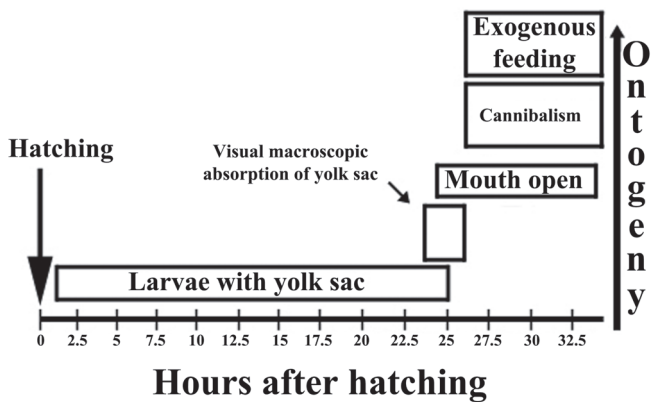 Exogenous
feeding
Cannibalism
Hatching
Visual macroscopic
absorption of yolk sac
Mouth open
Larvae with yolk sac
Ontogeny
0 2.5 5 7.5 10 12.5 15 17.5 20 22.5 25 27.5 30 32.5
Hours after hatching